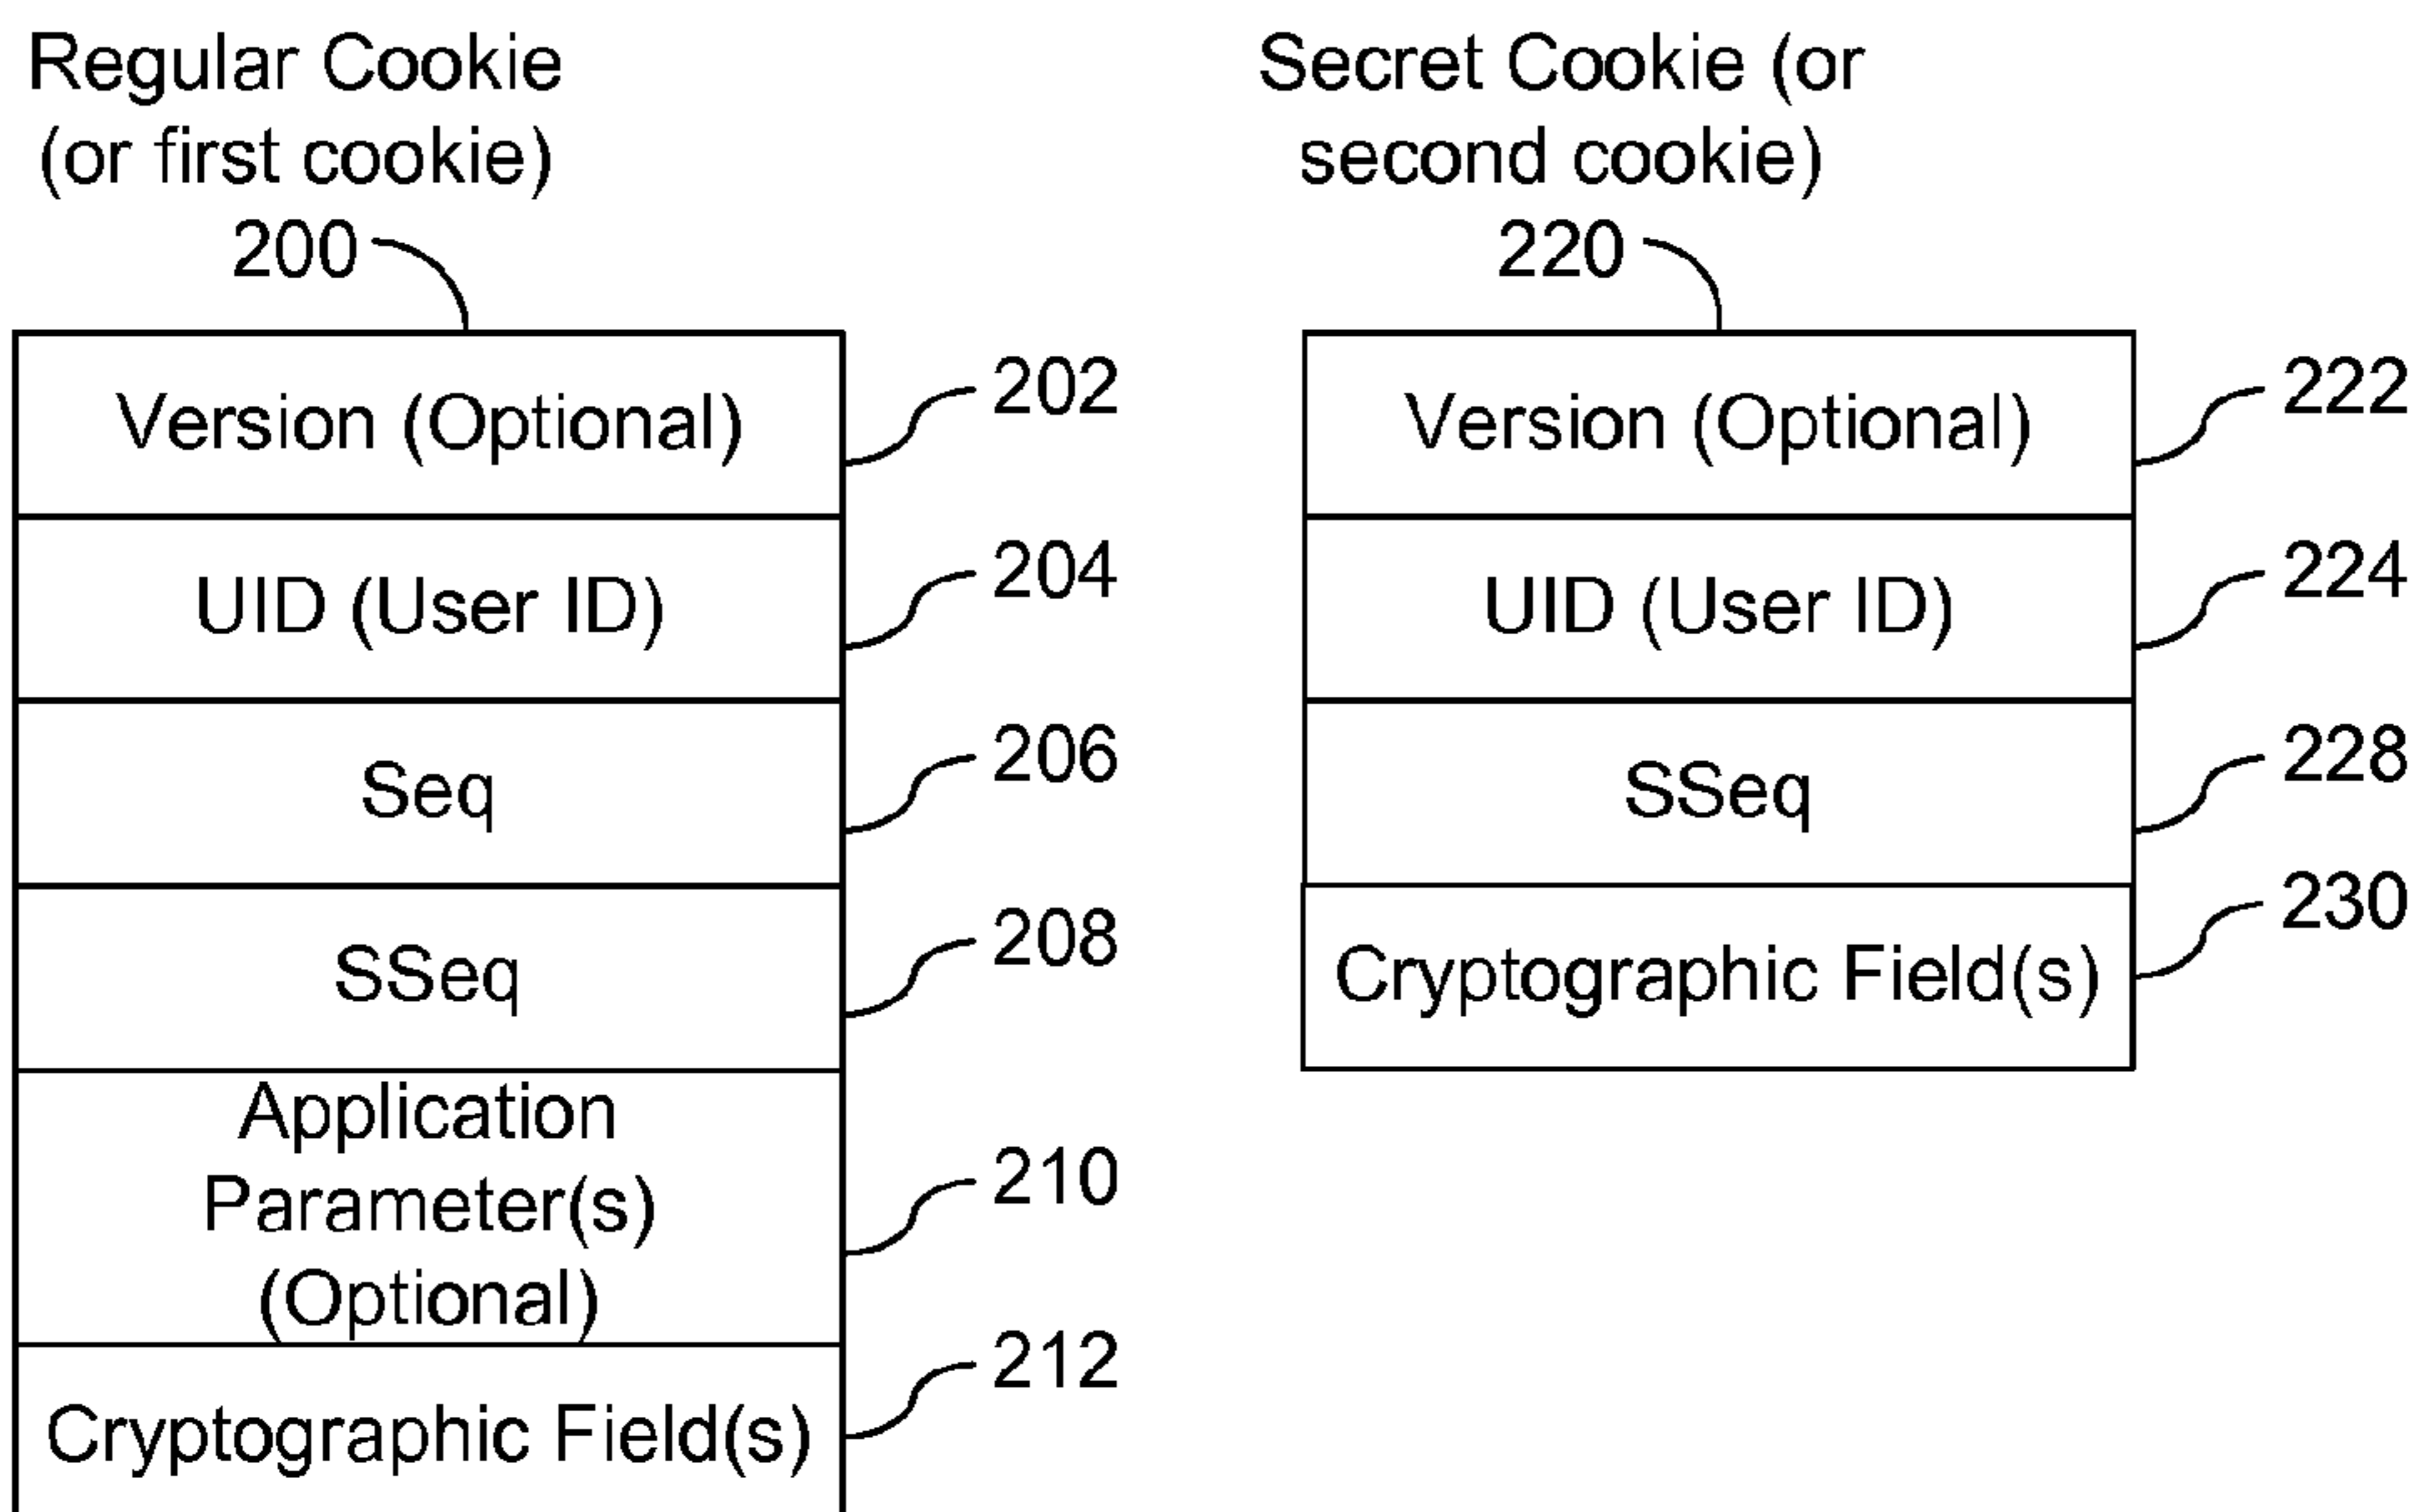 Regular Cookie
(or first cookie)
200
Version (Optional)
202
UID (User ID)
204
Seq
206
SSeq
208
Application
Parameter(s)
(Optional)
210
Cryptographic Field(s)
212
Secret Cookie (or
second cookie)
220
Version (Optional)
222
UID (User ID)
224
SSeq
228
Cryptographic Field(s)
230